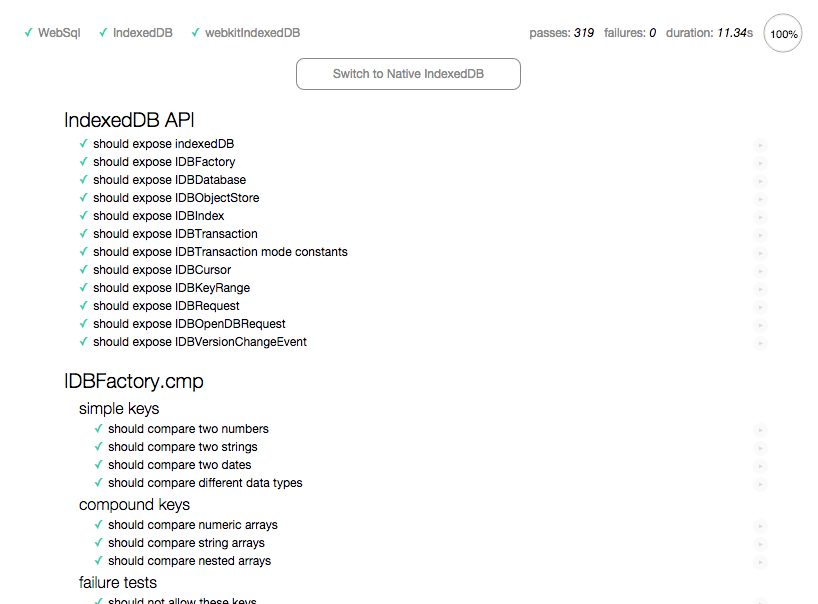 ✓ WebSql ✓ IndexedDB ✓ webkitIndexedDB passes: 319 failures: 0 duration: 11.34s 100%
Switch to Native IndexedDB
IndexedDB API
✓ should expose indexedDB
✓ should expose IDBFactory
✓ should expose IDBDatabase
✓ should expose IDBObjectStore
✓ should expose IDBIndex
✓ should expose IDBTransaction
✓ should expose IDBTransaction mode constants
✓ should expose IDBCursor
✓ should expose IDBKeyRange
✓ should expose IDBRequest
✓ should expose IDBOpenDBRequest
✓ should expose IDBVersionChangeEvent
IDBFactory.cmp
simple keys
✓ should compare two numbers
✓ should compare two strings
✓ should compare two dates
✓ should compare different data types
compound keys
✓ should compare numeric arrays
✓ should compare string arrays
✓ should compare nested arrays
failure tests
✓ should not allow these keys